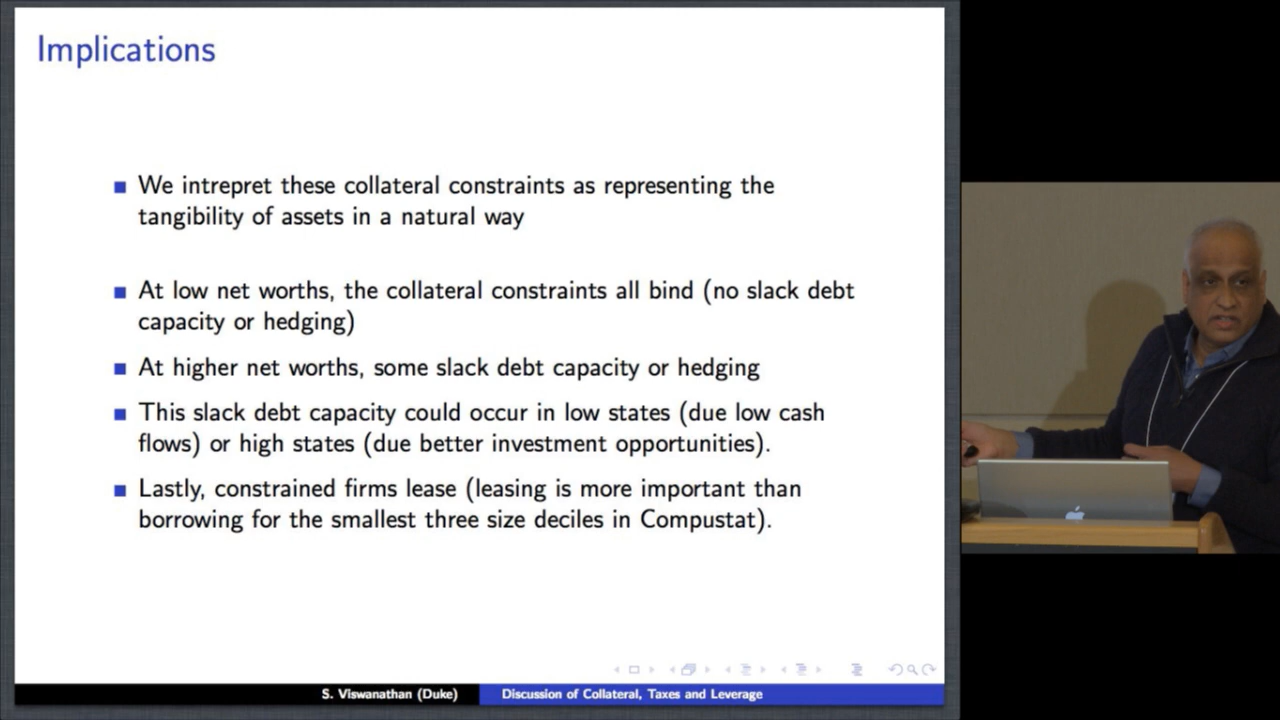 Implications
We intrepret these collateral constraints as representing the
tangibility of assets in a natural way
At low net worths, the collateral constraints all bind (no slack debt
capacity or hedging)
At higher net worths, some slack debt capacity or hedging
This slack debt capacity could occur in low states (due low cash
flows) or high states (due better investment opportunities).
Lastly, constrained firms lease (leasing is more important than
borrowing for the smallest three size deciles in Compustat).
S. Viswanathan (Duke)
Discussion of Collateral, Taxes and Leverage